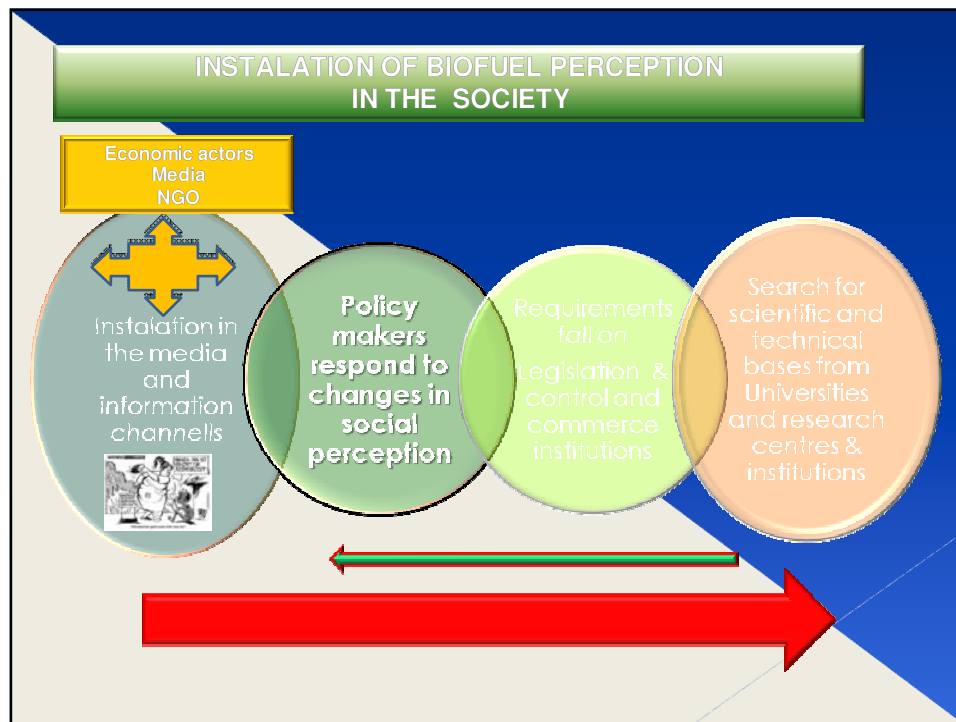 INSTALATION OF BIOFUEL PERCEPTION
IN THE SOCIETY
Economic actors
Media
NGO
Instalation in
the media
and
information
channells
Policy
makers
respond to
changes in
social
perception
Requirements
fall on
Legislation &
control and
commerce
institutions
Search for
scientific and
technical
bases from
Universities
and research
centres &
institutions